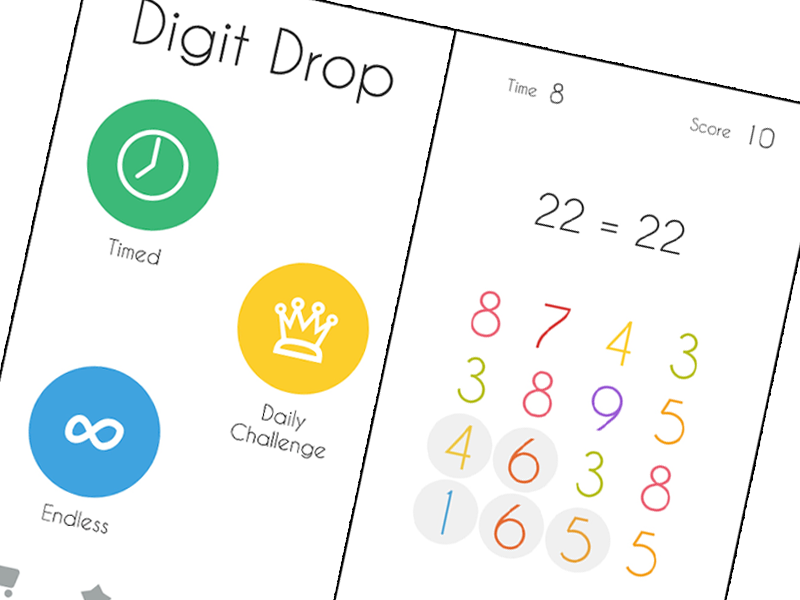 Digit Drop
Timed
Daily
Challenge
Endless
Time 8
Score 10
22 = 22
8 7 4 3
3 8 9 5
4 6 3 8
1 6 5 5